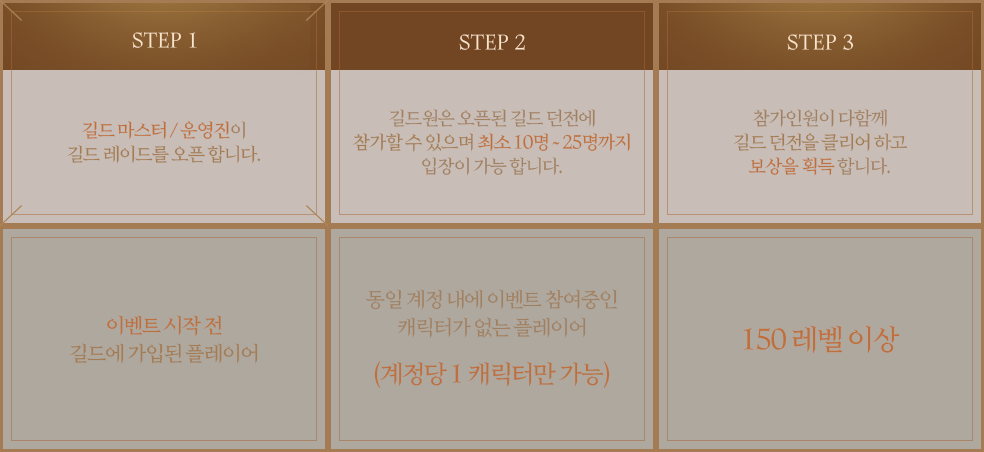 STEP 1
길드 마스터 / 운영진이
길드 레이드를 오픈 합니다.
STEP 2
길드원은 오픈된 길드 던전에
참가할 수 있으며 최소 10명 ~ 25명까지
입장이 가능 합니다.
STEP 3
참가인원이 다함께
길드 던전을 클리어 하고
보상을 획득 합니다.
이벤트 시작 전
길드에 가입된 플레이어
동일 계정 내에 이벤트 참여중인
캐릭터가 없는 플레이어
(계정당 1 캐릭터만 가능)
150 레벨 이상